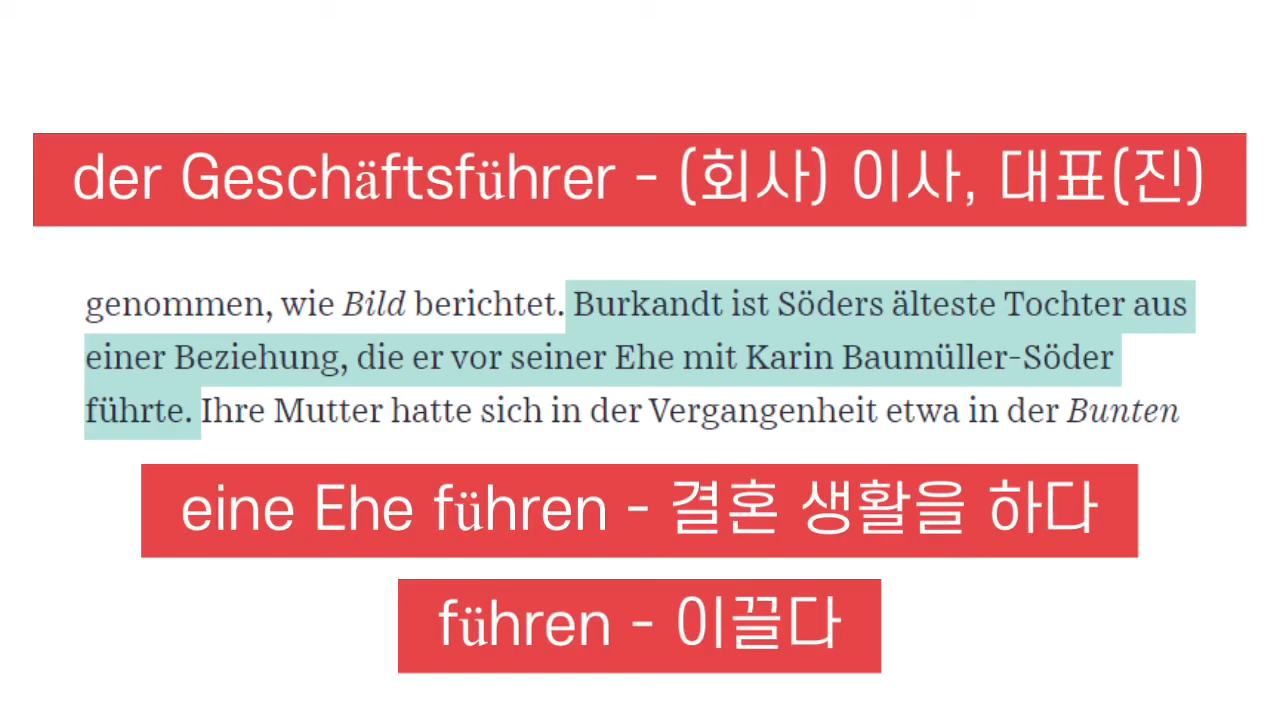 der Geschäftsführer - (회사) 이사, 대표(진)
genommen, wie Bild berichtet. Burkandt ist Söders älteste Tochter aus
einer Beziehung, die er vor seiner Ehe mit Karin Baumüller-Söder
führte. Ihre Mutter hatte sich in der Vergangenheit etwa in der Bunten
eine Ehe führen - 결혼 생활을 하다
führen - 이끌다